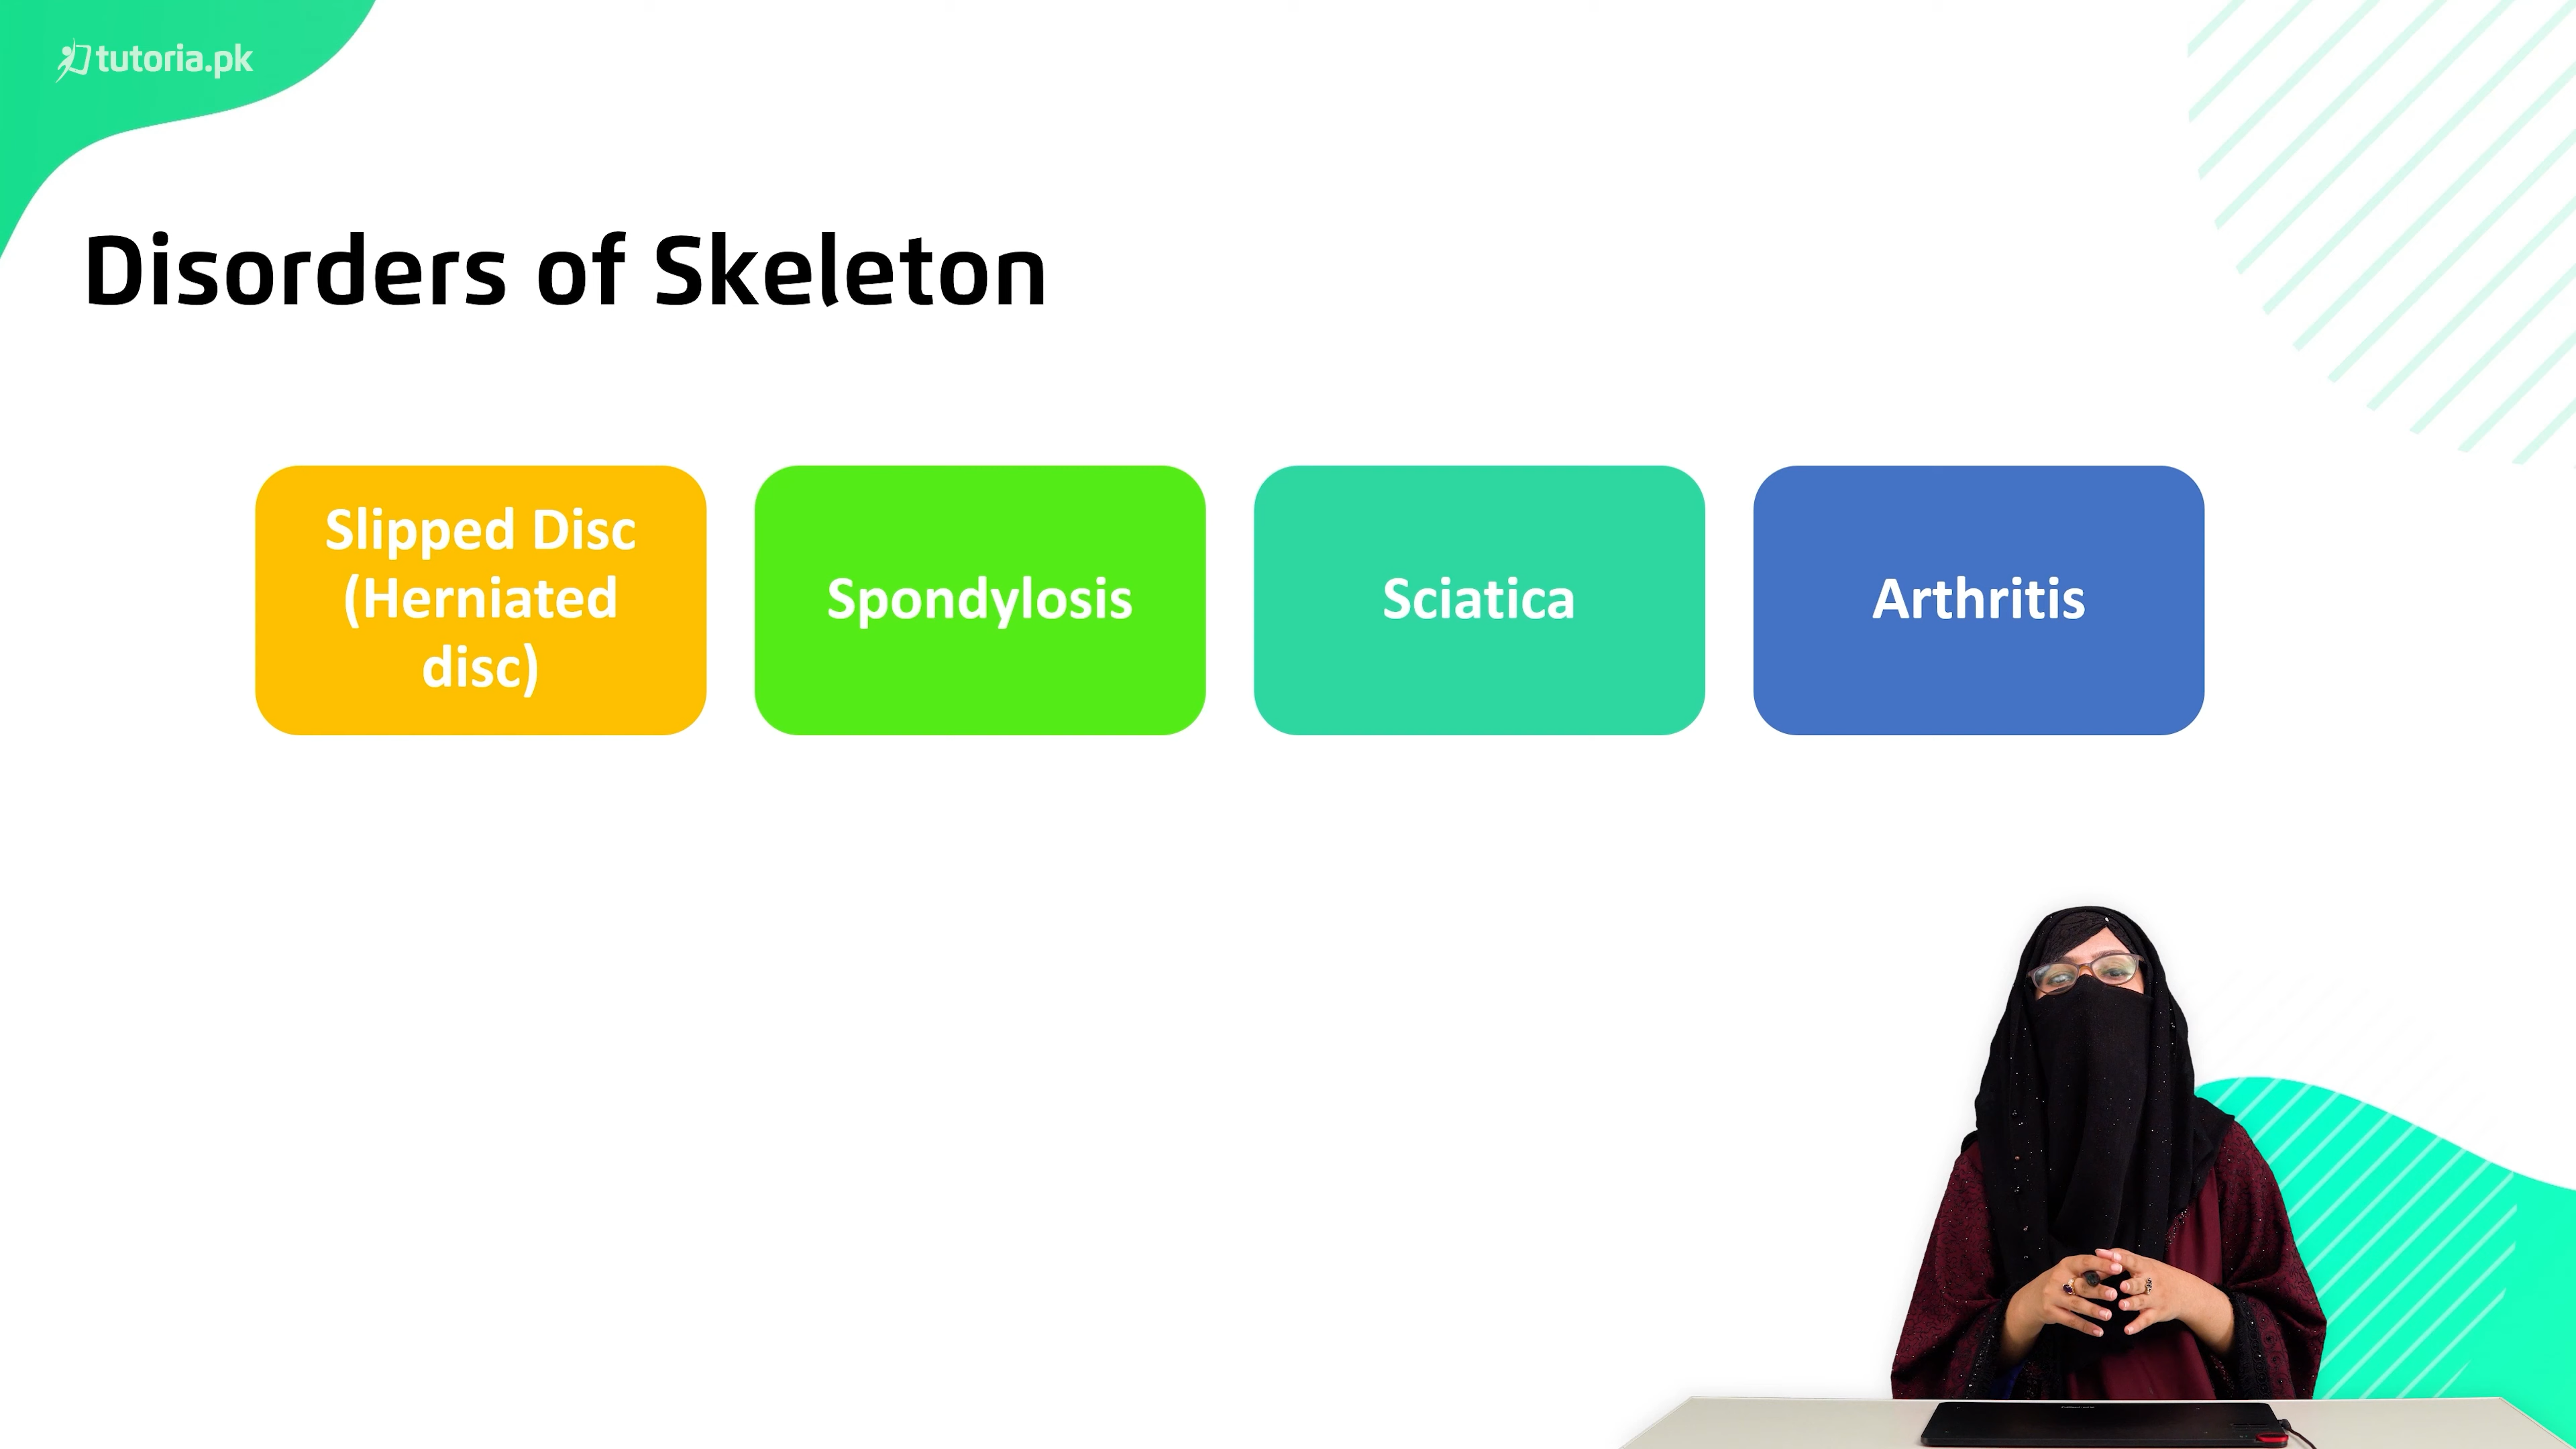 tutoria.pk
Disorders of Skeleton
Slipped Disc
(Herniated
disc)
Spondylosis
Sciatica
Arthritis